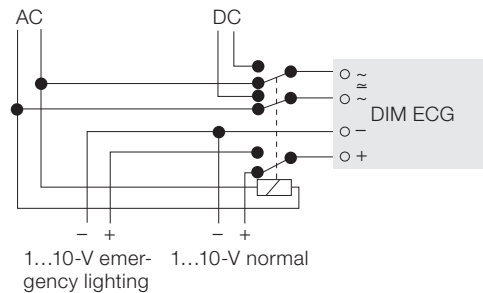 AC DC
~
≃
~
DIM ECG
−
+
− + − +
1...10-V emer- 1...10-V normal
gency lighting